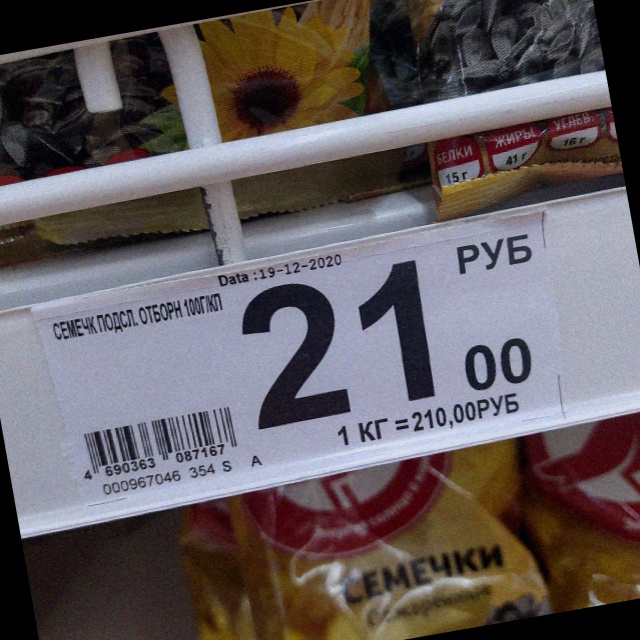 БЕЛКИ ЖИРЫ УГЛЕВ.
15 г 41 г 16 г
Data :19-12-2020
СЕМЕЧК ПОДСЛ. ОТБОРН 100Г/КП
21 00 РУБ
1 КГ =210,00РУБ
4 690363 087167
000967046 354 S A
СЕМЕЧКИ